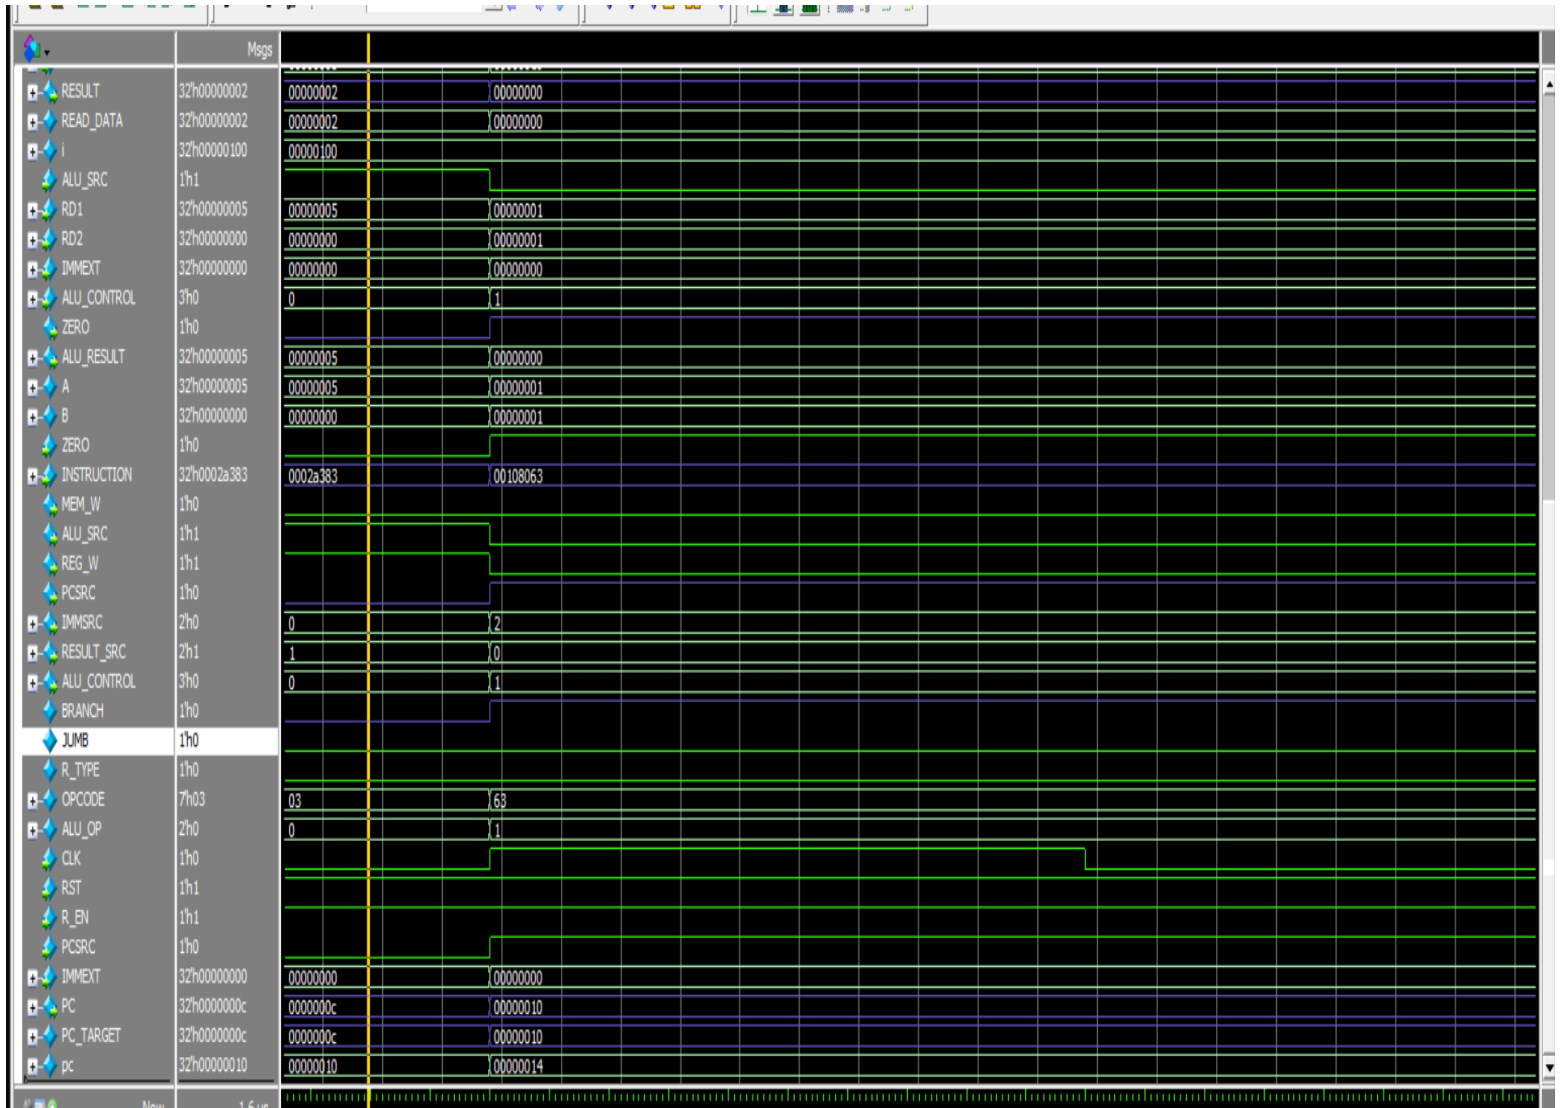 Msgs
RESULT 32'h00000002 00000002 00000000
READ_DATA 32'h00000002 00000002 00000000
i 32'h00000100 00000100
ALU_SRC 1'h1
RD1 32'h00000005 00000005 00000001
RD2 32'h00000000 00000000 00000001
IMMEXT 32'h00000000 00000000 00000000
ALU_CONTROL 3'h0 0 1
ZERO 1'h0
ALU_RESULT 32'h00000005 00000005 00000000
A 32'h00000005 00000005 00000001
B 32'h00000000 00000000 00000001
ZERO 1'h0
INSTRUCTION 32'h0002a383 0002a383 00108063
MEM_W 1'h0
ALU_SRC 1'h1
REG_W 1'h1
PCSRC 1'h0
IMMSRC 2'h0 0 2
RESULT_SRC 2'h1 1 0
ALU_CONTROL 3'h0 0 1
BRANCH 1'h0
JUMB 1'h0
R_TYPE 1'h0
OPCODE 7'h03 03 63
ALU_OP 2'h0 0 1
CLK 1'h0
RST 1'h1
R_EN 1'h1
PCSRC 1'h0
IMMEXT 32'h00000000 00000000 00000000
PC 32'h0000000c 0000000c 00000010
PC_TARGET 32'h0000000c 0000000c 00000010
pc 32'h00000010 00000010 00000014
Now 1.6 us